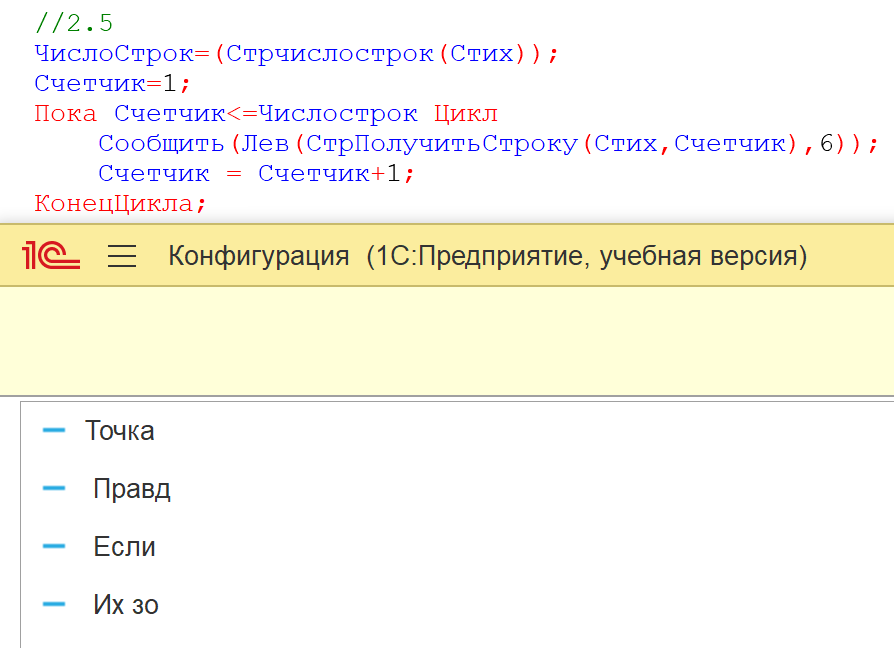 //2.5
ЧислоСтрок=(Стрчислострок(Стих));
Счетчик=1;
Пока Счетчик<=Числострок Цикл
    Сообщить(Лев(СтрПолучитьСтроку(Стих,Счетчик),6));
    Счетчик = Счетчик+1;
КонецЦикла;
1С Конфигурация (1С:Предприятие, учебная версия)
Точка
Правд
Если
Их зо